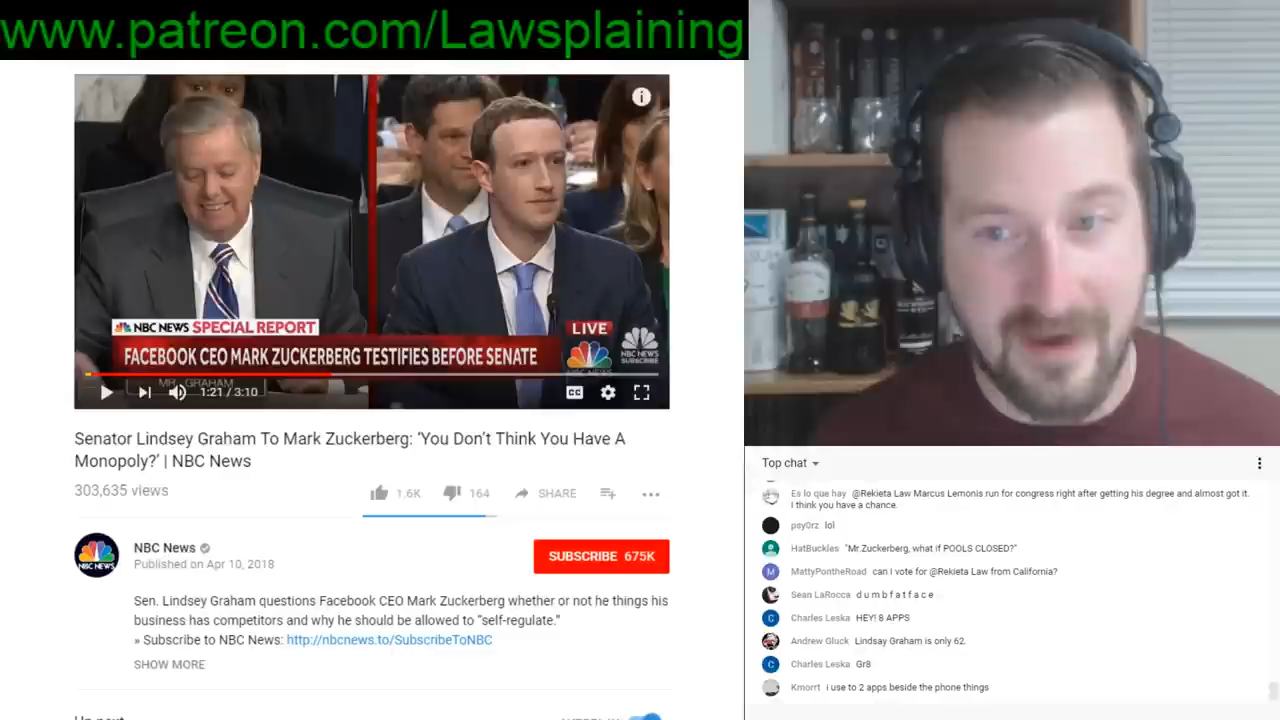 www.patreon.com/Lawsplaining
NBC NEWS SPECIAL REPORT
LIVE
FACEBOOK CEO MARK ZUCKERBERG TESTIFIES BEFORE SENATE
NBC NEWS
SUBSCRIBE
MR. GRAHAM
1:21 / 3:10
CC
Senator Lindsey Graham To Mark Zuckerberg: ‘You Don’t Think You Have A
Monopoly?’ | NBC News
303,635 views
1.6K 164 SHARE
NBC News
Published on Apr 10, 2018
SUBSCRIBE 675K
NBC NEWS
Sen. Lindsey Graham questions Facebook CEO Mark Zuckerberg whether or not he things his
business has competitors and why he should be allowed to “self-regulate.”
» Subscribe to NBC News: http://nbcnews.to/SubscribeToNBC
SHOW MORE
Top chat
Es lo que hay @Rekieta Law Marcus Lemonis run for congress right after getting his degree and almost got it.
I think you have a chance.
psy0rz lol
HatBuckles "Mr.Zuckerberg, what if POOLS CLOSED?"
MattyPontheRoad can I vote for @Rekieta Law from California?
Sean LaRocca d u m b f a t f a c e
Charles Leska HEY! 8 APPS
Andrew Gluck Lindsay Graham is only 62.
Charles Leska Gr8
Kmorrt i use to 2 apps beside the phone things